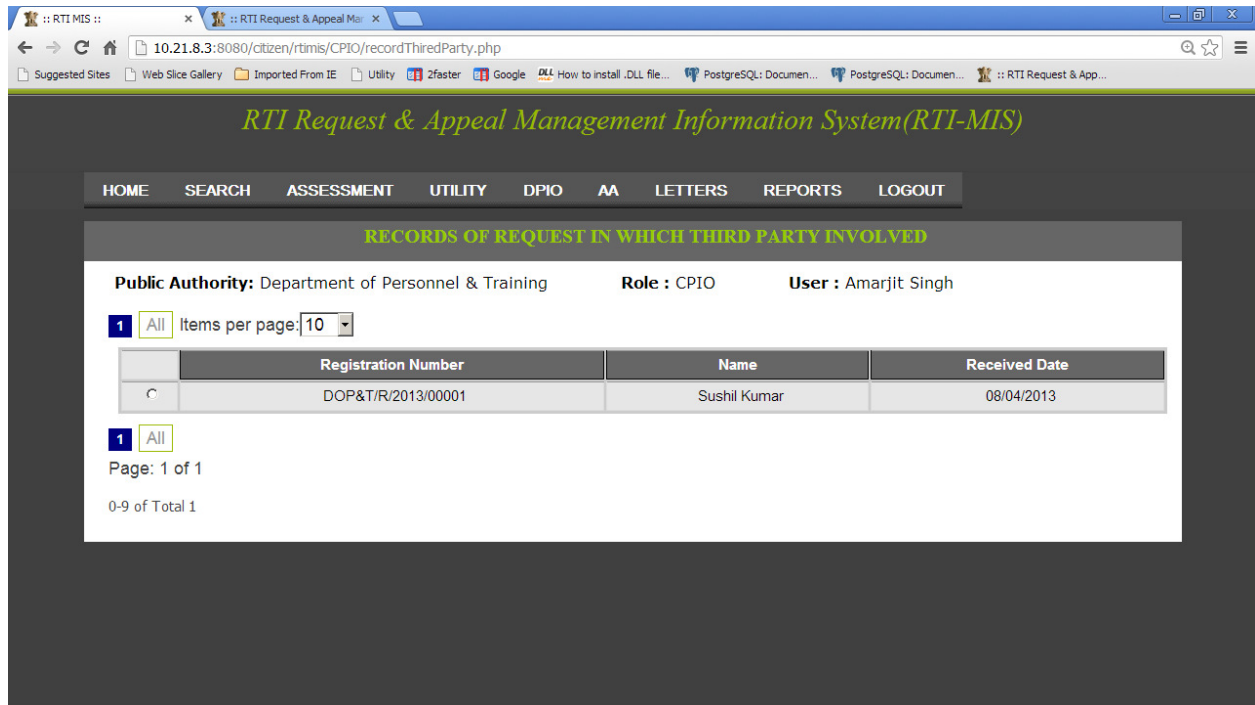 :: RTI MIS ::
:: RTI Request & Appeal Mar
10.21.8.3:8080/citizen/rtimis/CPIO/recordThirdParty.php
Suggested Sites Web Slice Gallery Imported From IE Utility 2faster Google DLL How to install .DLL file... PostgreSQL: Documen... PostgreSQL: Documen... :: RTI Request & App...
RTI Request & Appeal Management Information System(RTI-MIS)
HOME SEARCH ASSESSMENT UTILITY DPIO AA LETTERS REPORTS LOGOUT
RECORDS OF REQUEST IN WHICH THIRD PARTY INVOLVED
Public Authority: Department of Personnel & Training Role : CPIO User : Amarjit Singh
1 All Items per page: 10
Registration Number Name Received Date
DOP&T/R/2013/00001 Sushil Kumar 08/04/2013
1 All
Page: 1 of 1
0-9 of Total 1